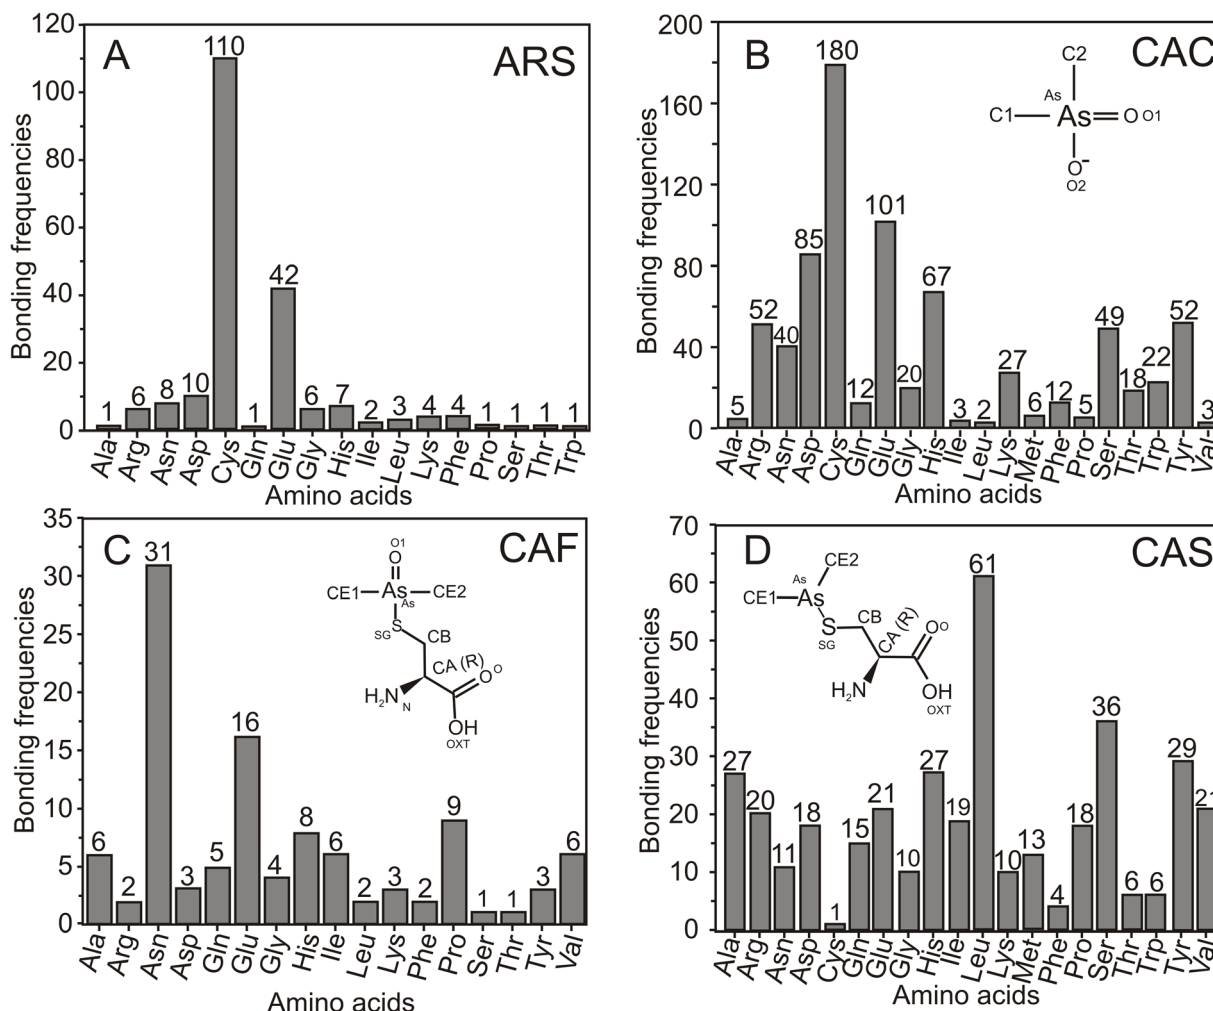 A ARS
Bonding frequencies
120
100
80
60
40
20
0
1 6 8 10 110 1 42 6 7 2 3 4 4 1 1 1 1
Ala Arg Asn Asp Cys Gln Glu Gly His Ile Leu Lys Phe Pro Ser Thr Trp
Amino acids
B CAC
Bonding frequencies
200
160
120
80
40
0
C2
As
C1 As O O1
O-
O2
5 52 40 85 180 12 101 20 67 3 2 27 6 12 5 49 18 22 52 3
Ala Arg Asn Asp Cys Gln Glu Gly His Ile Leu Lys Met Phe Pro Ser Thr Trp Tyr Val
Amino acids
C CAF
Bonding frequencies
35
30
25
20
15
10
5
0
O1
O
CE1 As CE2
As
S
SG CB
CA (R)
O O
H2N N
OH
OXT
6 2 31 3 5 16 4 8 6 2 3 2 9 1 1 3 6
Ala Arg Asn Asp Gln Glu Gly His Ile Leu Lys Phe Pro Ser Thr Tyr Val
Amino acids
D CAS
Bonding frequencies
70
60
50
40
30
20
10
0
CE2
As
CE1 As
S CB
SG CA (R)
O O
H2N
OH
OXT
27 20 11 18 1 15 21 10 27 19 61 10 13 4 18 36 6 6 29 21
Ala Arg Asn Asp Cys Gln Glu Gly His Ile Leu Lys Met Phe Pro Ser Thr Trp Tyr Val
Amino acids